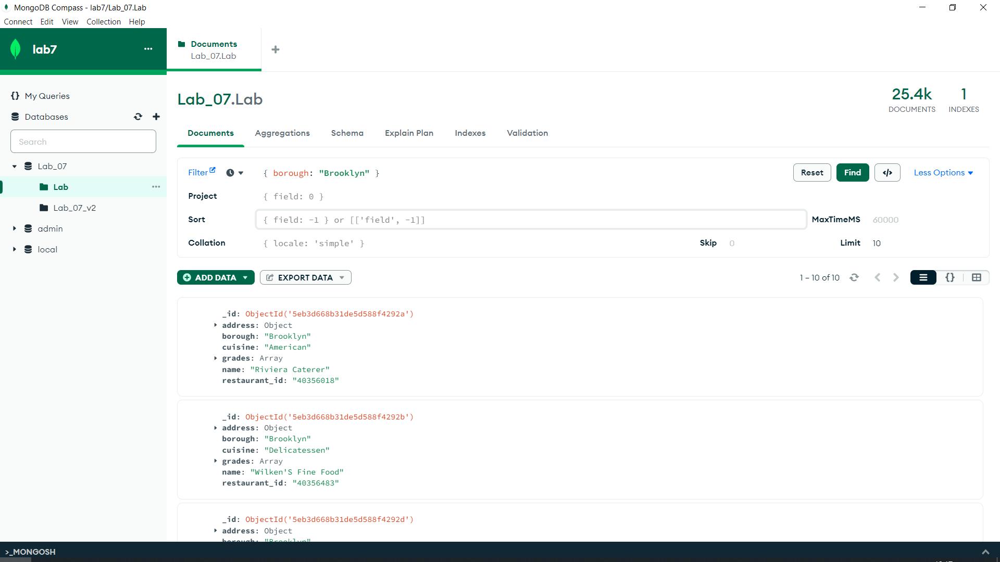 MongoDB Compass - lab7/Lab_07.Lab
Connect Edit View Collection Help
lab7
Documents
Lab_07.Lab
My Queries
Databases
Search
Lab_07
Lab
Lab_07_v2
admin
local
Lab_07.Lab
25.4k
DOCUMENTS
1
INDEXES
Documents Aggregations Schema Explain Plan Indexes Validation
Filter { borough: "Brooklyn" } Reset Find </> Less Options
Project { field: 0 }
Sort { field: -1 } or [['field', -1]] MaxTimeMS 60000
Collation { locale: 'simple' } Skip 0 Limit 10
ADD DATA EXPORT DATA 1 – 10 of 10 {}
_id: ObjectId('5eb3d668b31de5d588f4292a')
address: Object
borough: "Brooklyn"
cuisine: "American"
grades: Array
name: "Riviera Caterer"
restaurant_id: "40356018"
_id: ObjectId('5eb3d668b31de5d588f4292b')
address: Object
borough: "Brooklyn"
cuisine: "Delicatessen"
grades: Array
name: "Wilken'S Fine Food"
restaurant_id: "40356483"
_id: ObjectId('5eb3d668b31de5d588f4292d')
address: Object
borough: "Brooklyn"
>_MONGOSH